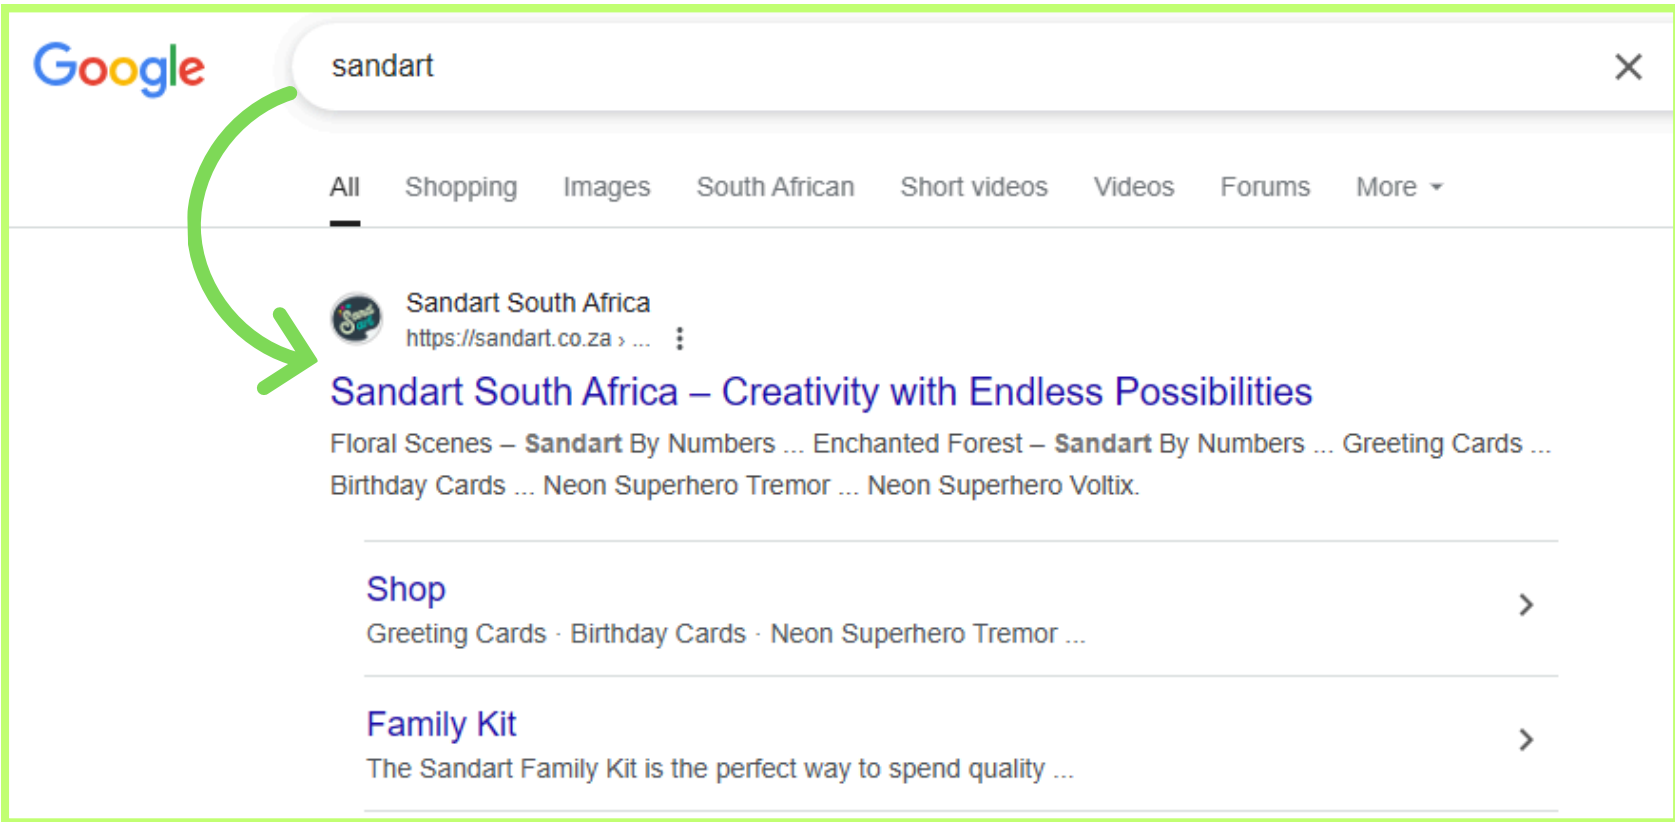 Google
sandart
All Shopping Images South African Short videos Videos Forums More
Sand art
Sandart South Africa
https://sandart.co.za › ...
Sandart South Africa – Creativity with Endless Possibilities
Floral Scenes – Sandart By Numbers ... Enchanted Forest – Sandart By Numbers ... Greeting Cards ...
Birthday Cards ... Neon Superhero Tremor ... Neon Superhero Voltix.
Shop
Greeting Cards · Birthday Cards · Neon Superhero Tremor ...
Family Kit
The Sandart Family Kit is the perfect way to spend quality ...